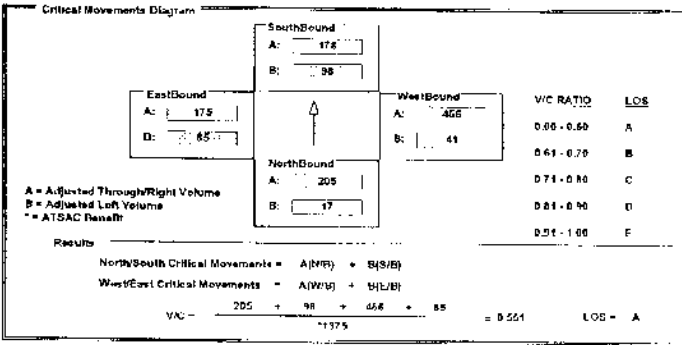 Critical Movements Diagram
SouthBound
A: 178
B: 98
EastBound
A: 175
B: 85
WestBound
A: 466
B: 41
NorthBound
A: 205
B: 17
V/C RATIO LOS
0.00 - 0.60 A
0.61 - 0.70 B
0.71 - 0.80 C
0.81 - 0.90 D
0.91 - 1.00 E
A = Adjusted Through/Right Volume
B = Adjusted Left Volume
* = ATSAC Benefit
Results
North/South Critical Movements = A(N/B) + B(S/B)
West/East Critical Movements = A(W/B) + B(E/B)
V/C = 205 + 98 + 466 + 85 = 0.551 LOS = A
*1375